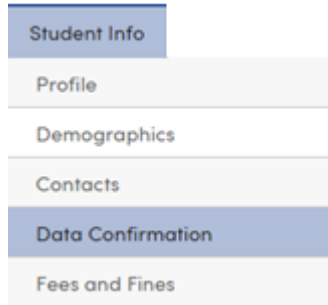 Student Info
Profile
Demographics
Contacts
Data Confirmation
Fees and Fines